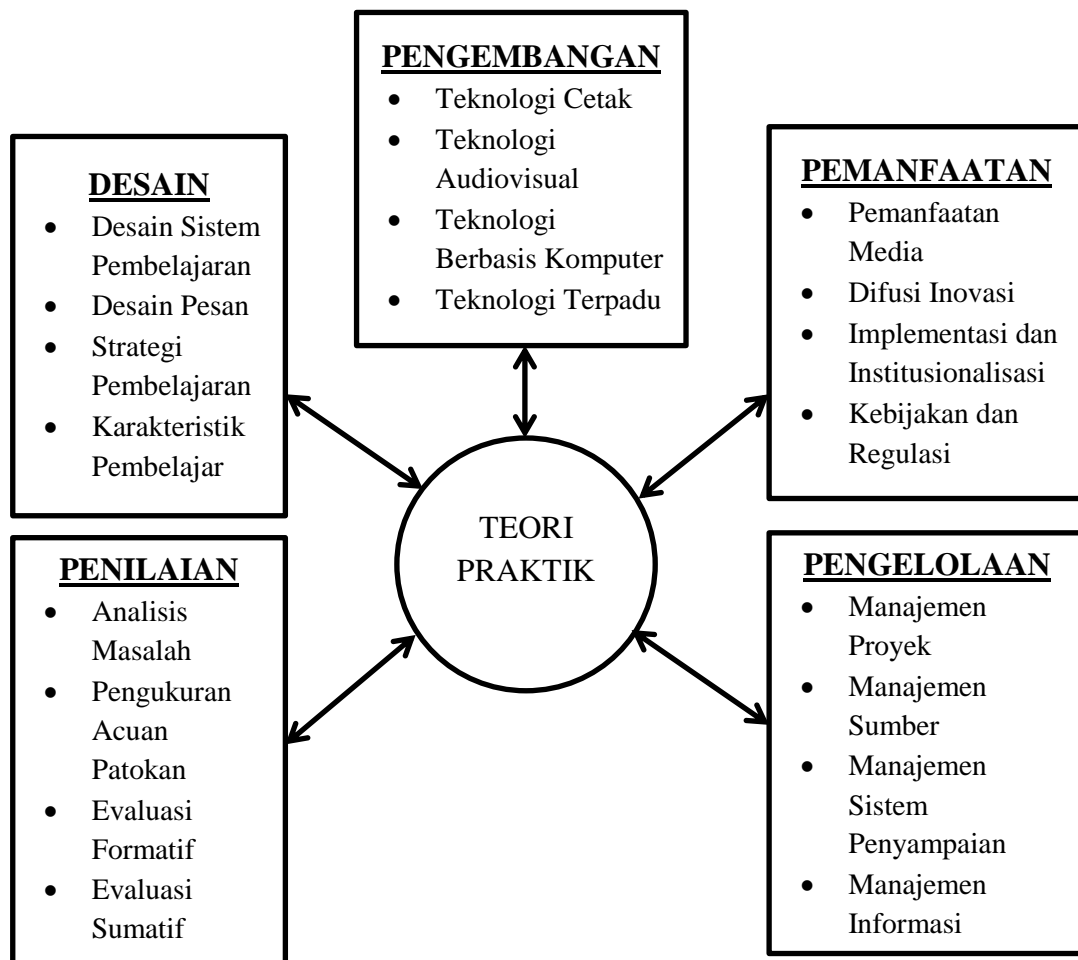 PENGEMBANGAN
• Teknologi Cetak
• Teknologi
Audiovisual
• Teknologi
Berbasis Komputer
• Teknologi Terpadu
DESAIN
• Desain Sistem
Pembelajaran
• Desain Pesan
• Strategi
Pembelajaran
• Karakteristik
Pembelajar
PEMANFAATAN
• Pemanfaatan
Media
• Difusi Inovasi
• Implementasi dan
Institusionalisasi
• Kebijakan dan
Regulasi
TEORI
PRAKTIK
PENILAIAN
• Analisis
Masalah
• Pengukuran
Acuan
Patokan
• Evaluasi
Formatif
• Evaluasi
Sumatif
PENGELOLAAN
• Manajemen
Proyek
• Manajemen
Sumber
• Manajemen
Sistem
Penyampaian
• Manajemen
Informasi